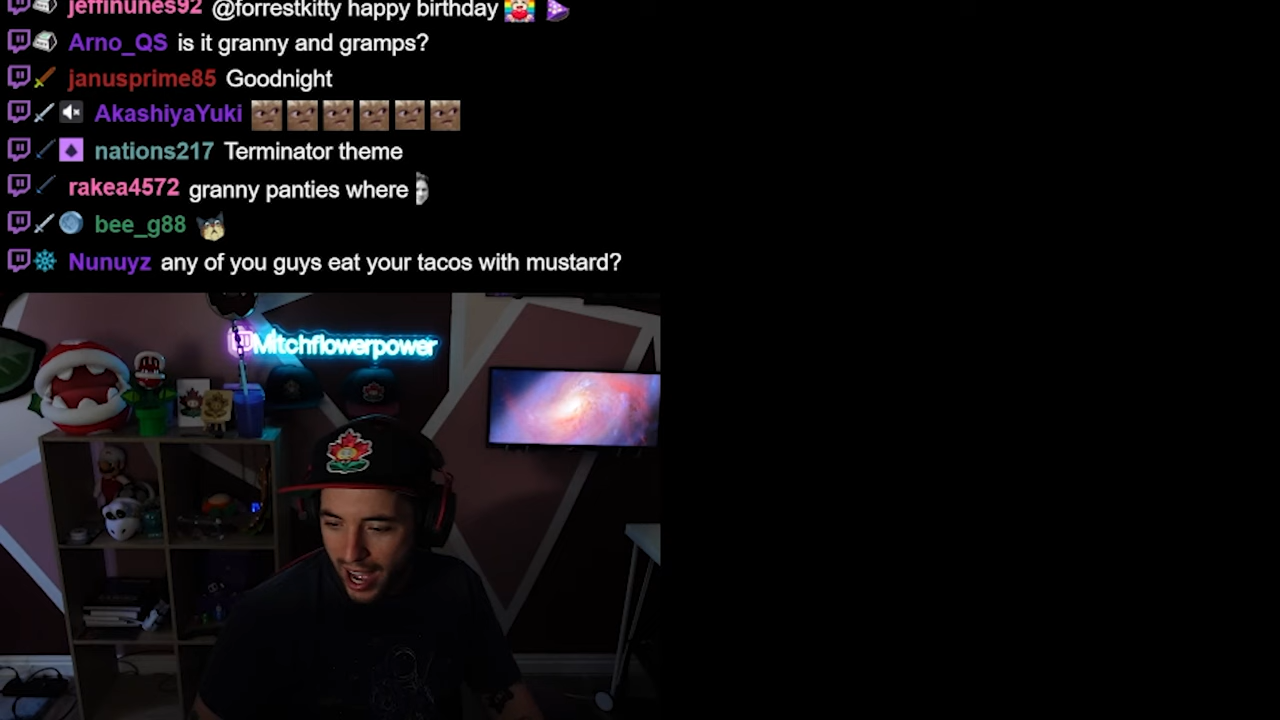 jeffinunes92 @forrestkitty happy birthday
Arno_QS is it granny and gramps?
janusprime85 Goodnight
AkashiyaYuki
nations217 Terminator theme
rakea4572 granny panties where
bee_g88
Nunuyz any of you guys eat your tacos with mustard?
Mitchflowerpower